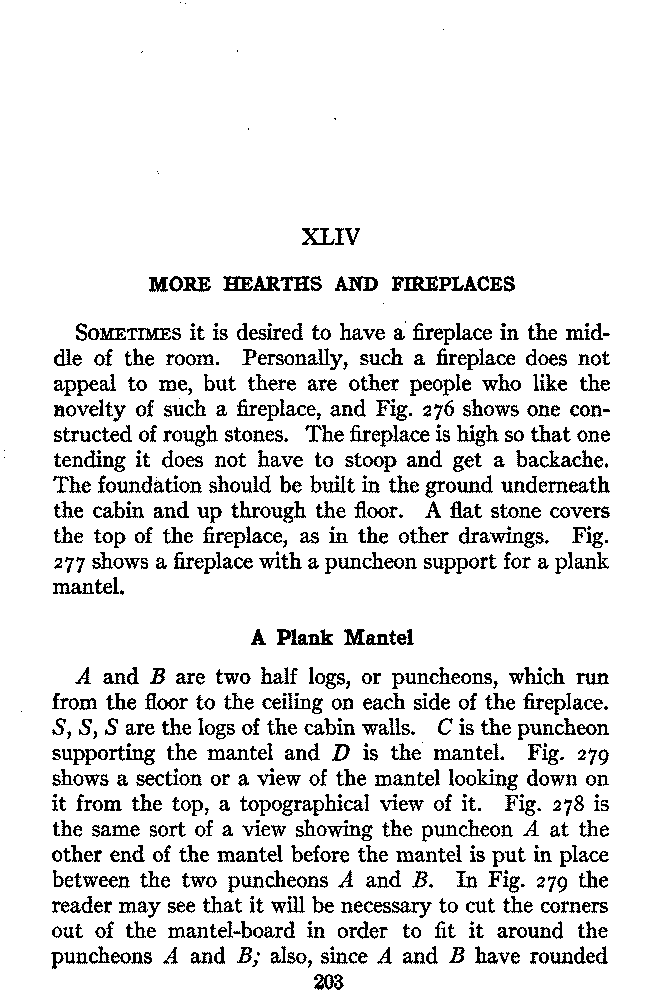 XLIV
MORE HEARTHS AND FIREPLACES
SOMETIMES it is desired to have a fireplace in the mid-
dle of the room. Personally, such a fireplace does not
appeal to me, but there are other people who like the
novelty of such a fireplace, and Fig. 276 shows one con-
structed of rough stones. The fireplace is high so that one
tending it does not have to stoop and get a backache.
The foundation should be built in the ground underneath
the cabin and up through the floor. A flat stone covers
the top of the fireplace, as in the other drawings. Fig.
277 shows a fireplace with a puncheon support for a plank
mantel.
A Plank Mantel
A and B are two half logs, or puncheons, which run
from the floor to the ceiling on each side of the fireplace.
S, S, S are the logs of the cabin walls. C is the puncheon
supporting the mantel and D is the mantel. Fig. 279
shows a section or a view of the mantel looking down on
it from the top, a topographical view of it. Fig. 278 is
the same sort of a view showing the puncheon A at the
other end of the mantel before the mantel is put in place
between the two puncheons A and B. In Fig. 279 the
reader may see that it will be necessary to cut the corners
out of the mantel-board in order to fit it around the
puncheons A and B; also, since A and B have rounded
203